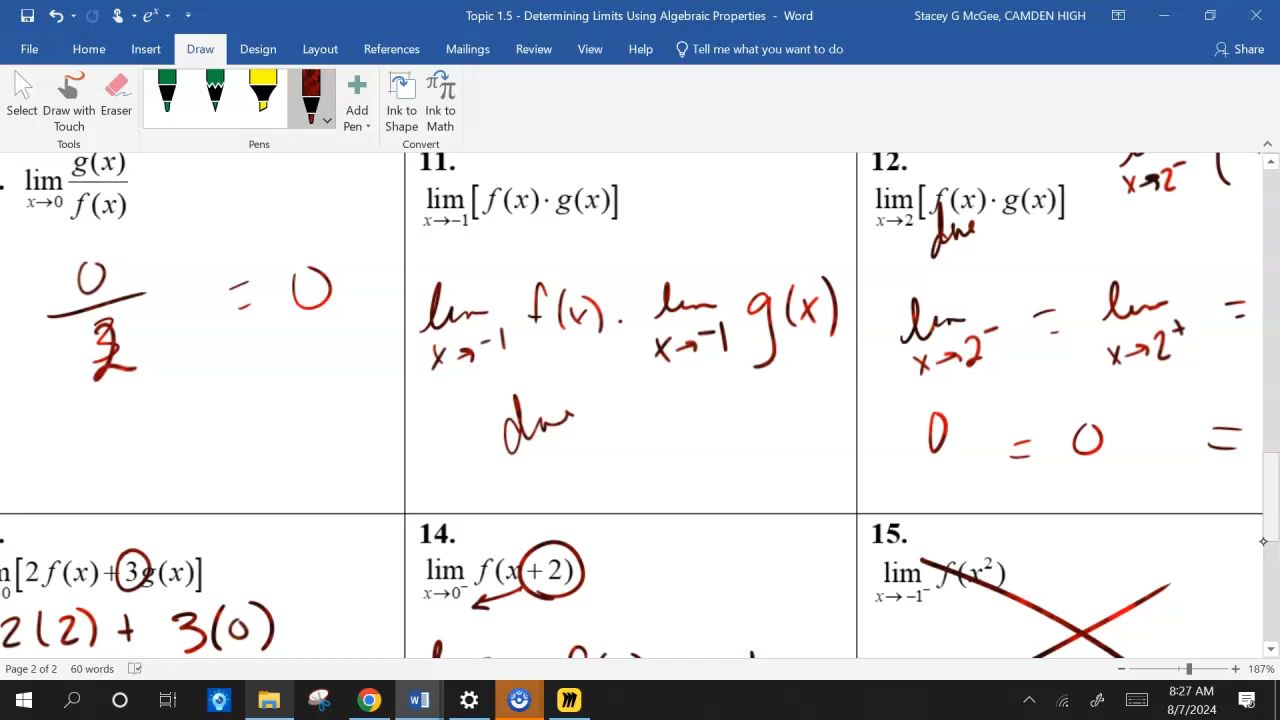 Topic 1.5 - Determining Limits Using Algebraic Properties - Word
Stacey G McGee, CAMDEN HIGH
File Home Insert Draw Design Layout References Mailings Review View Help Tell me what you want to do Share
Select Draw with Touch Eraser Add Pen Ink to Shape Ink to Math
Tools Pens Convert
lim x→0 g(x)/f(x)
0/2 = 0
11.
lim x→-1 [f(x)·g(x)]
lim x→-1 f(x) · lim x→-1 g(x)
dne
12.
x→2⁻ (
lim x→2 [f(x)·g(x)]
dne
lim x→2⁻ = lim x→2⁺ =
0 = 0 =
[2f(x)+3g(x)]
2(2) + 3(0)
14.
lim x→0⁻ f(x+2)
15.
lim x→-1⁻ f(x²)
Page 2 of 2 60 words 187%
8:27 AM
8/7/2024